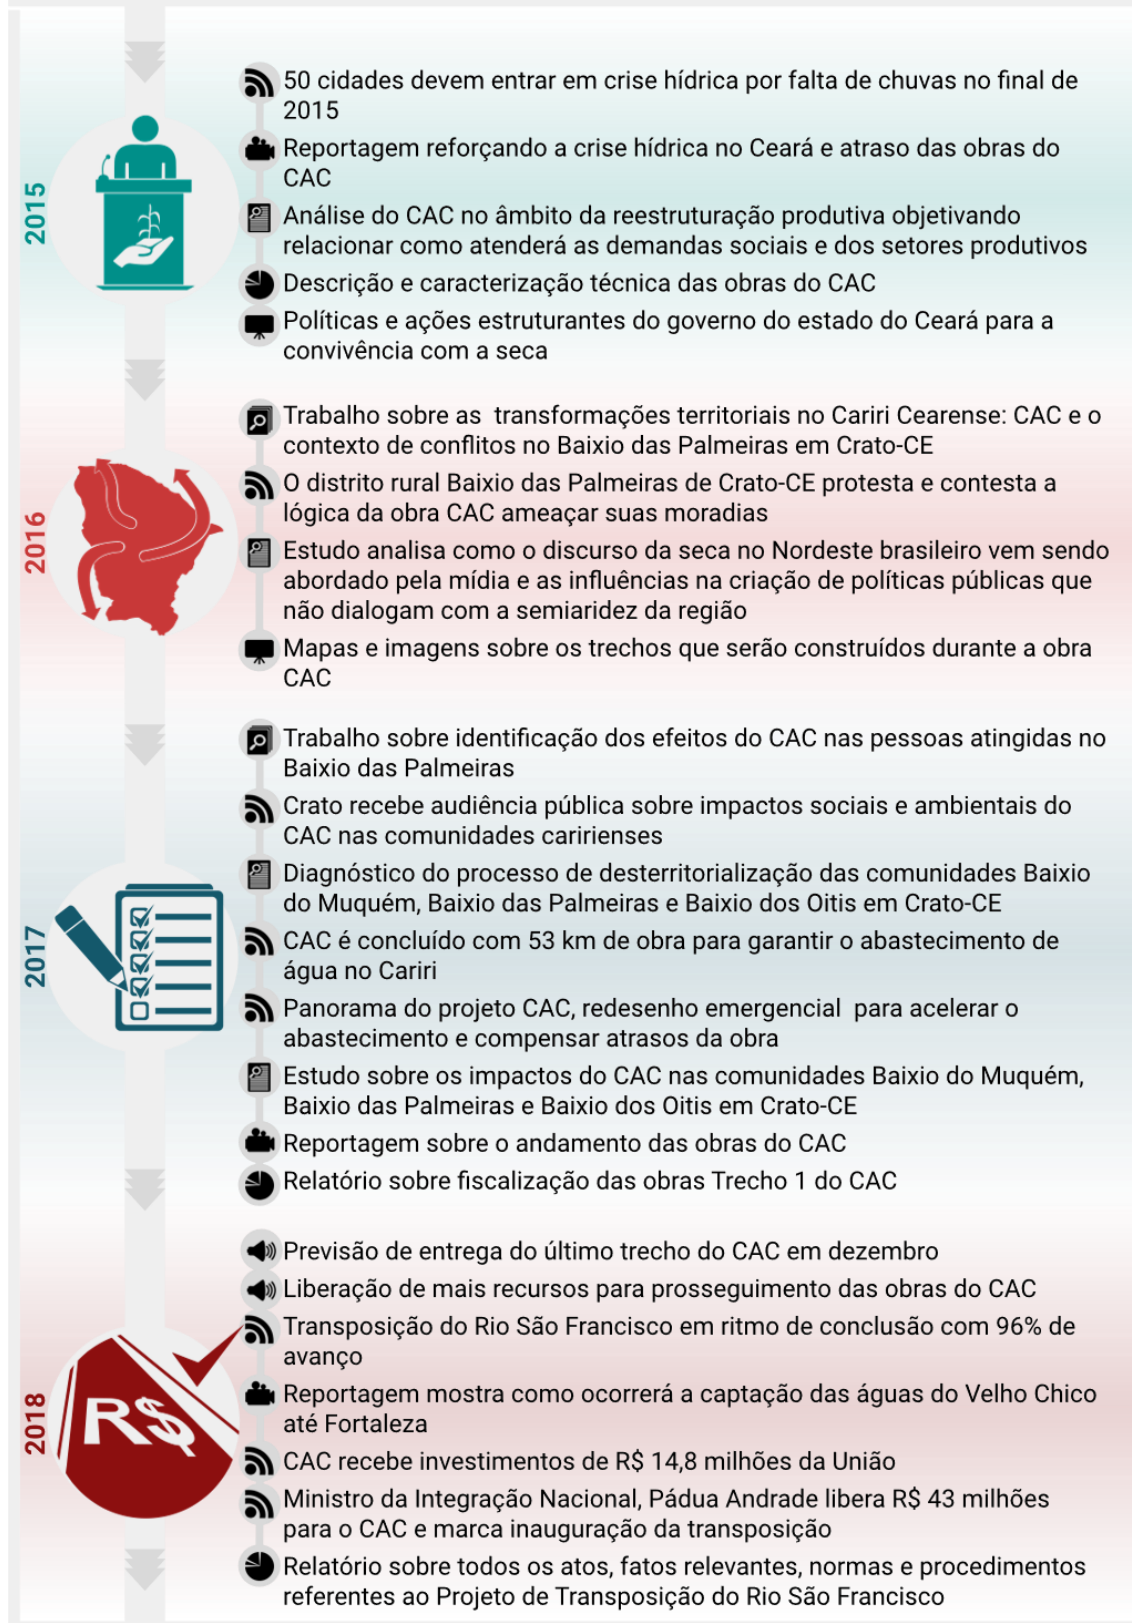 2015
50 cidades devem entrar em crise hídrica por falta de chuvas no final de
2015
Reportagem reforçando a crise hídrica no Ceará e atraso das obras do
CAC
Análise do CAC no âmbito da reestruturação produtiva objetivando
relacionar como atenderá as demandas sociais e dos setores produtivos
Descrição e caracterização técnica das obras do CAC
Políticas e ações estruturantes do governo do estado do Ceará para a
convivência com a seca
2016
Trabalho sobre as transformações territoriais no Cariri Cearense: CAC e o
contexto de conflitos no Baixio das Palmeiras em Crato-CE
O distrito rural Baixio das Palmeiras de Crato-CE protesta e contesta a
lógica da obra CAC ameaçar suas moradias
Estudo analisa como o discurso da seca no Nordeste brasileiro vem sendo
abordado pela mídia e as influências na criação de políticas públicas que
não dialogam com a semiaridez da região
Mapas e imagens sobre os trechos que serão construídos durante a obra
CAC
2017
Trabalho sobre identificação dos efeitos do CAC nas pessoas atingidas no
Baixio das Palmeiras
Crato recebe audiência pública sobre impactos sociais e ambientais do
CAC nas comunidades caririenses
Diagnóstico do processo de desterritorialização das comunidades Baixio
do Muquém, Baixio das Palmeiras e Baixio dos Oitis em Crato-CE
CAC é concluído com 53 km de obra para garantir o abastecimento de
água no Cariri
Panorama do projeto CAC, redesenho emergencial para acelerar o
abastecimento e compensar atrasos da obra
Estudo sobre os impactos do CAC nas comunidades Baixio do Muquém,
Baixio das Palmeiras e Baixio dos Oitis em Crato-CE
Reportagem sobre o andamento das obras do CAC
Relatório sobre fiscalização das obras Trecho 1 do CAC
2018
R$
Previsão de entrega do último trecho do CAC em dezembro
Liberação de mais recursos para prosseguimento das obras do CAC
Transposição do Rio São Francisco em ritmo de conclusão com 96% de
avanço
Reportagem mostra como ocorrerá a captação das águas do Velho Chico
até Fortaleza
CAC recebe investimentos de R$ 14,8 milhões da União
Ministro da Integração Nacional, Pádua Andrade libera R$ 43 milhões
para o CAC e marca inauguração da transposição
Relatório sobre todos os atos, fatos relevantes, normas e procedimentos
referentes ao Projeto de Transposição do Rio São Francisco